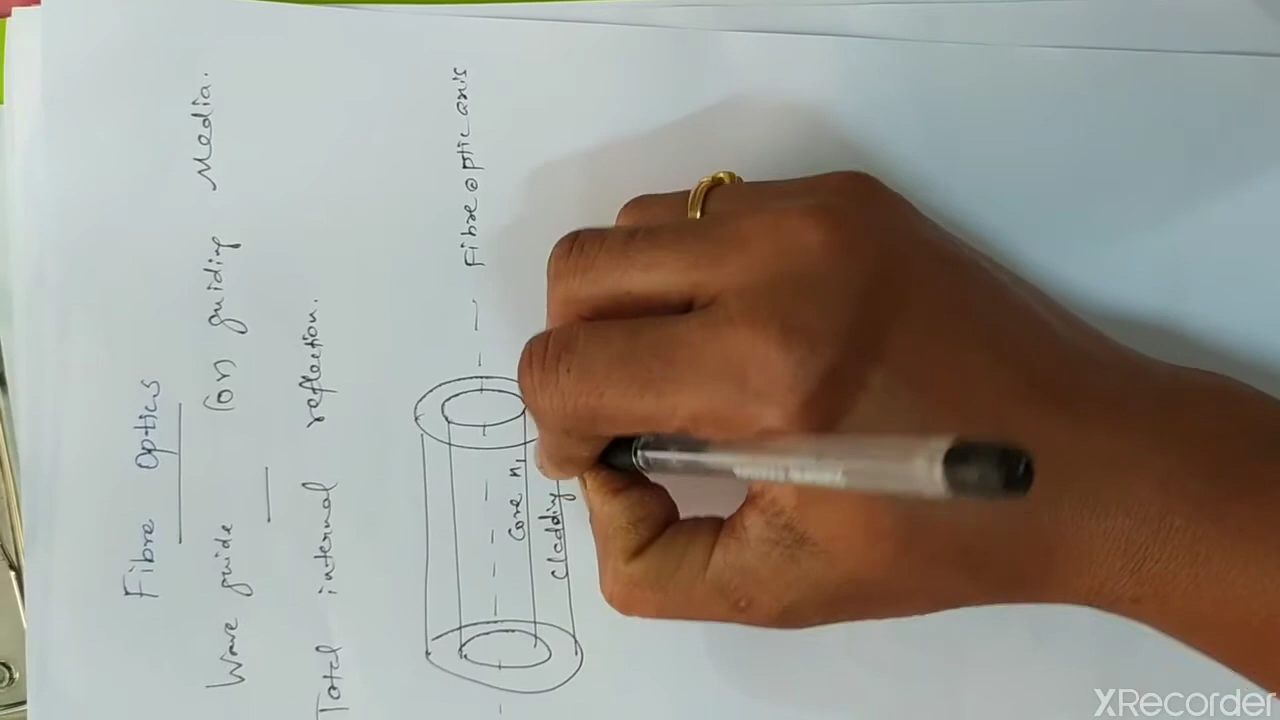 Fibre Optics
Wave guide (or) guiding Media.
Total internal reflection.
Fibre optic axis
Core n1
Cladding
XRecorder